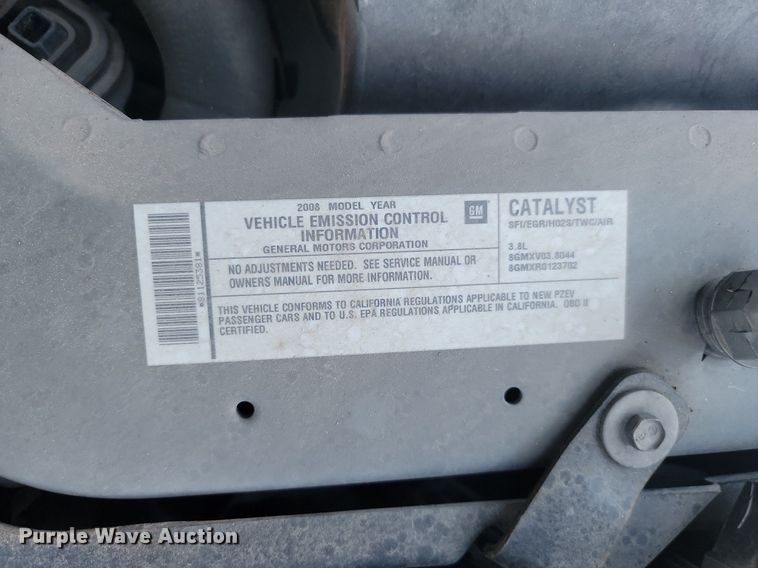 *81125381*
2008 MODEL YEAR
VEHICLE EMISSION CONTROL
INFORMATION
GENERAL MOTORS CORPORATION
GM
NO ADJUSTMENTS NEEDED. SEE SERVICE MANUAL OR
OWNERS MANUAL FOR MORE INFORMATION.
THIS VEHICLE CONFORMS TO CALIFORNIA REGULATIONS APPLICABLE TO NEW PZEV
PASSENGER CARS AND TO U.S. EPA REGULATIONS APPLICABLE IN CALIFORNIA. OBD II
CERTIFIED.
CATALYST
SFI/EGR/HO2S/TWC/AIR
3.8L
8GMXV03.8044
8GMXR0123702
Purple Wave Auction®